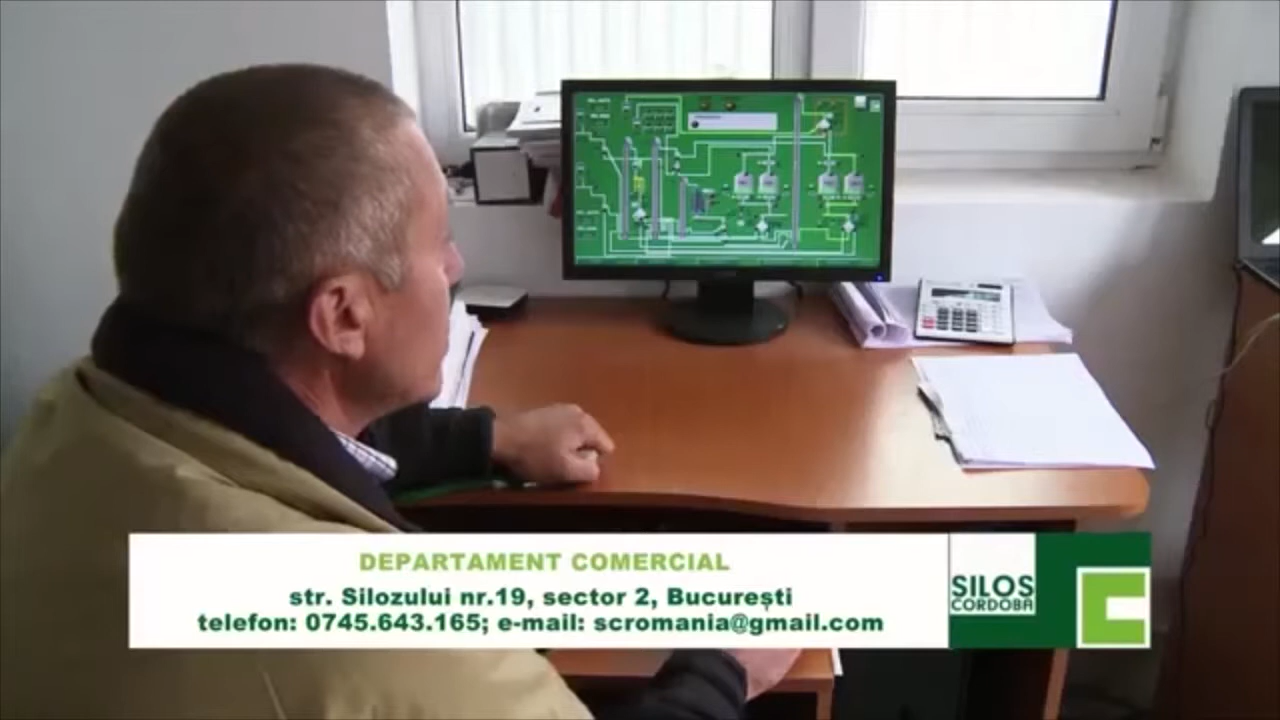 DEPARTAMENT COMERCIAL
str. Silozului nr.19, sector 2, București
telefon: 0745.643.165; e-mail: scromania@gmail.com
SILOS
CORDOBA